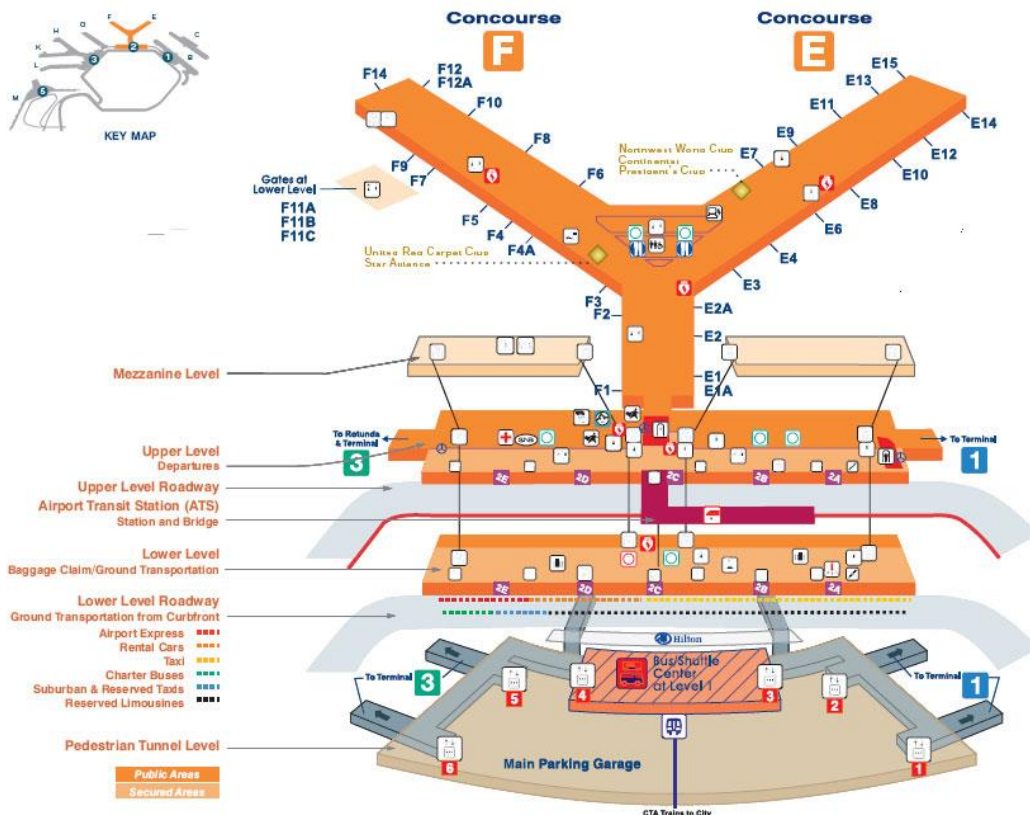 Concourse
F
Concourse
E
F
E
G
H
K
L
M
C
B
2
3
1
5
KEY MAP
F14
F12
F12A
F10
F8
F6
F9
F7
F5
F4
F4A
F3
F2
F1
E15
E13
E11
E9
E7
E14
E12
E10
E8
E6
E4
E3
E2A
E2
E1
E1A
Gates at
Lower Level
F11A
F11B
F11C
Northwest World Club
Continental
President's Club
United Red Carpet Club
Star Alliance
Mezzanine Level
To Rotunda
& Terminal
3
To Terminal
1
Upper Level
Departures
2E
2D
2C
2B
2A
Upper Level Roadway
Airport Transit Station (ATS)
Station and Bridge
Lower Level
Baggage Claim/Ground Transportation
2E
2D
2C
2B
2A
Lower Level Roadway
Ground Transportation from Curbfront
Airport Express
Rental Cars
Taxi
Charter Buses
Suburban & Reserved Taxis
Reserved Limousines
Hilton
Bus/Shuttle
Center
at Level 1
To Terminal
3
To Terminal
1
5
4
3
2
6
1
Pedestrian Tunnel Level
Main Parking Garage
Public Areas
Secured Areas
CTA Trains to City